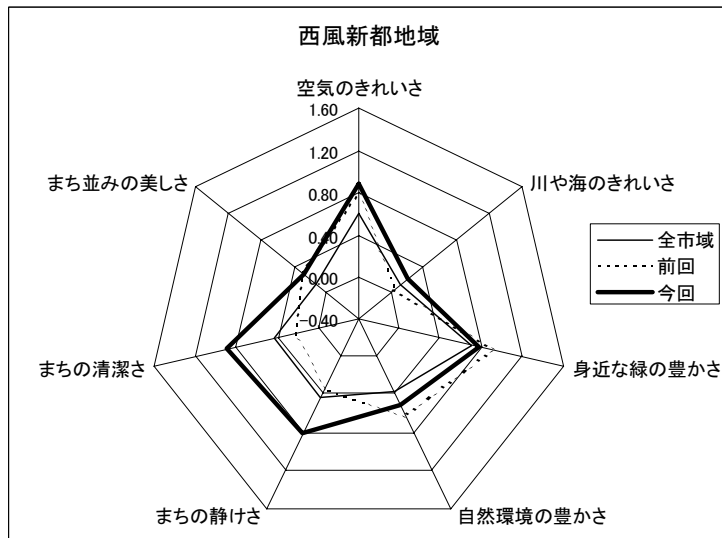 西風新都地域
空気のきれいさ
1.60
1.20
0.80
0.40
0.00
-0.40
川や海のきれいさ
身近な緑の豊かさ
自然環境の豊かさ
まちの静けさ
まちの清潔さ
まち並みの美しさ
全市域
前回
今回